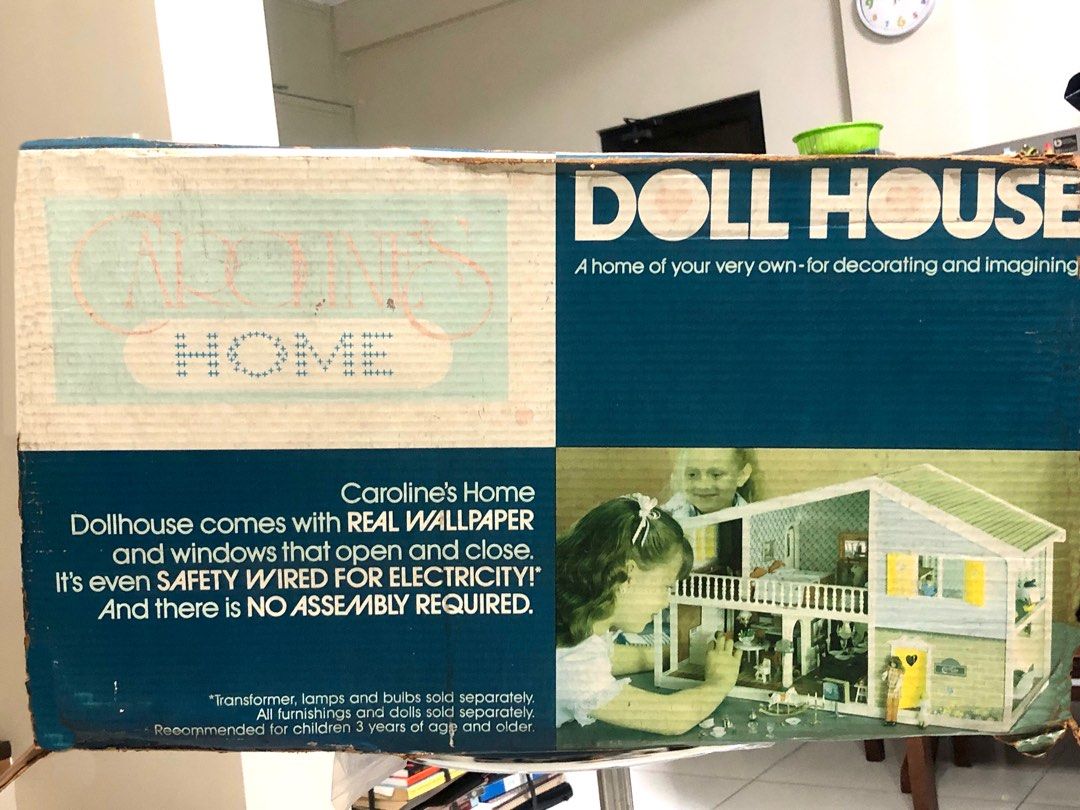 CAROLINE'S
HOME
DOLL HOUSE
A home of your very own-for decorating and imagining
Caroline's Home
Dollhouse comes with REAL WALLPAPER
and windows that open and close.
It's even SAFETY WIRED FOR ELECTRICITY!*
And there is NO ASSEMBLY REQUIRED.
*Transformer, lamps and bulbs sold separately.
All furnishings and dolls sold separately.
Recommended for children 3 years of age and older.